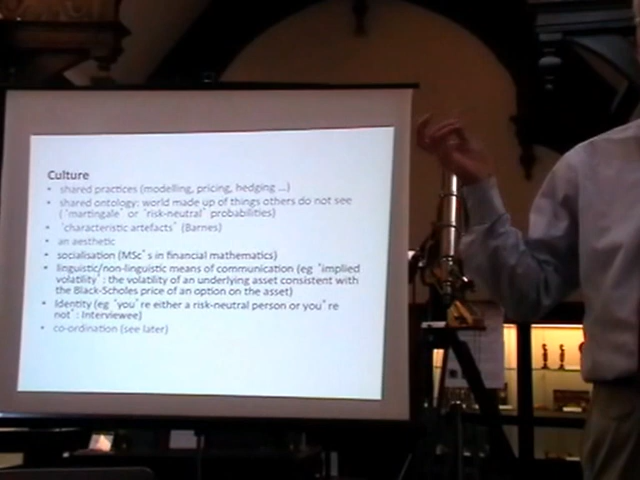 Culture
• shared practices (modelling, pricing, hedging ...)
• shared ontology: world made up of things others do not see
("martingale" or "risk-neutral" probabilities)
• 'characteristic artefacts' (Barnes)
• an aesthetic
• socialisation (MSc's in financial mathematics)
• linguistic/non-linguistic means of communication (eg 'implied
volatility': the volatility of an underlying asset consistent with
the Black-Scholes price of an option on the asset)
• Identity (eg 'you're either a risk-neutral person or you're
not': Interviewee)
• co-ordination (see later)